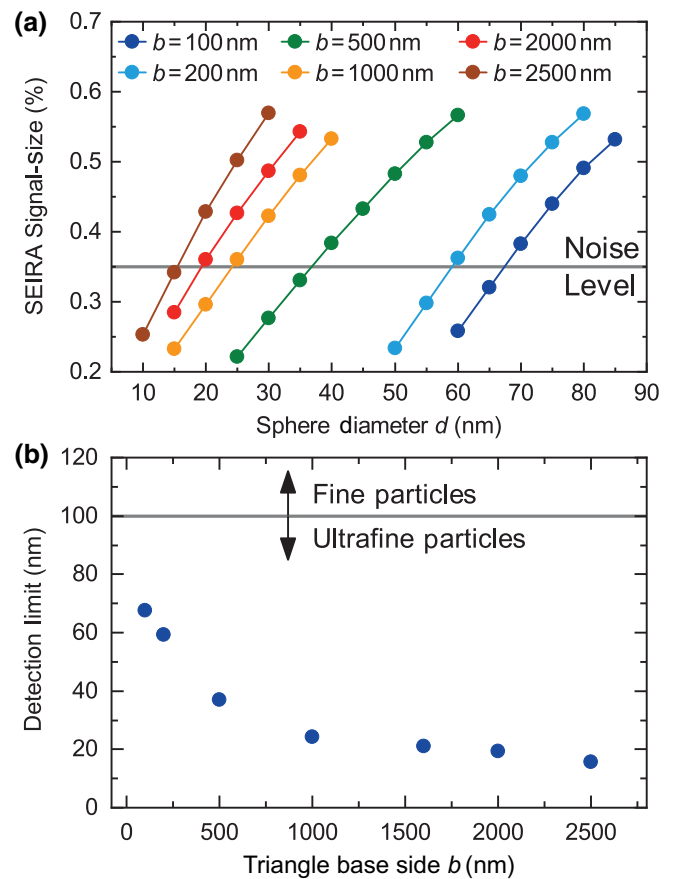 (a)
0.7
0.6
0.5
0.4
0.3
0.2
SEIRA Signal-size (%)
b = 100 nm
b = 500 nm
b = 2000 nm
b = 200 nm
b = 1000 nm
b = 2500 nm
Noise
Level
10 20 30 40 50 60 70 80 90
Sphere diameter d (nm)
(b)
120
100
80
60
40
20
0
Detection limit (nm)
Fine particles
Ultrafine particles
0 500 1000 1500 2000 2500
Triangle base side b (nm)